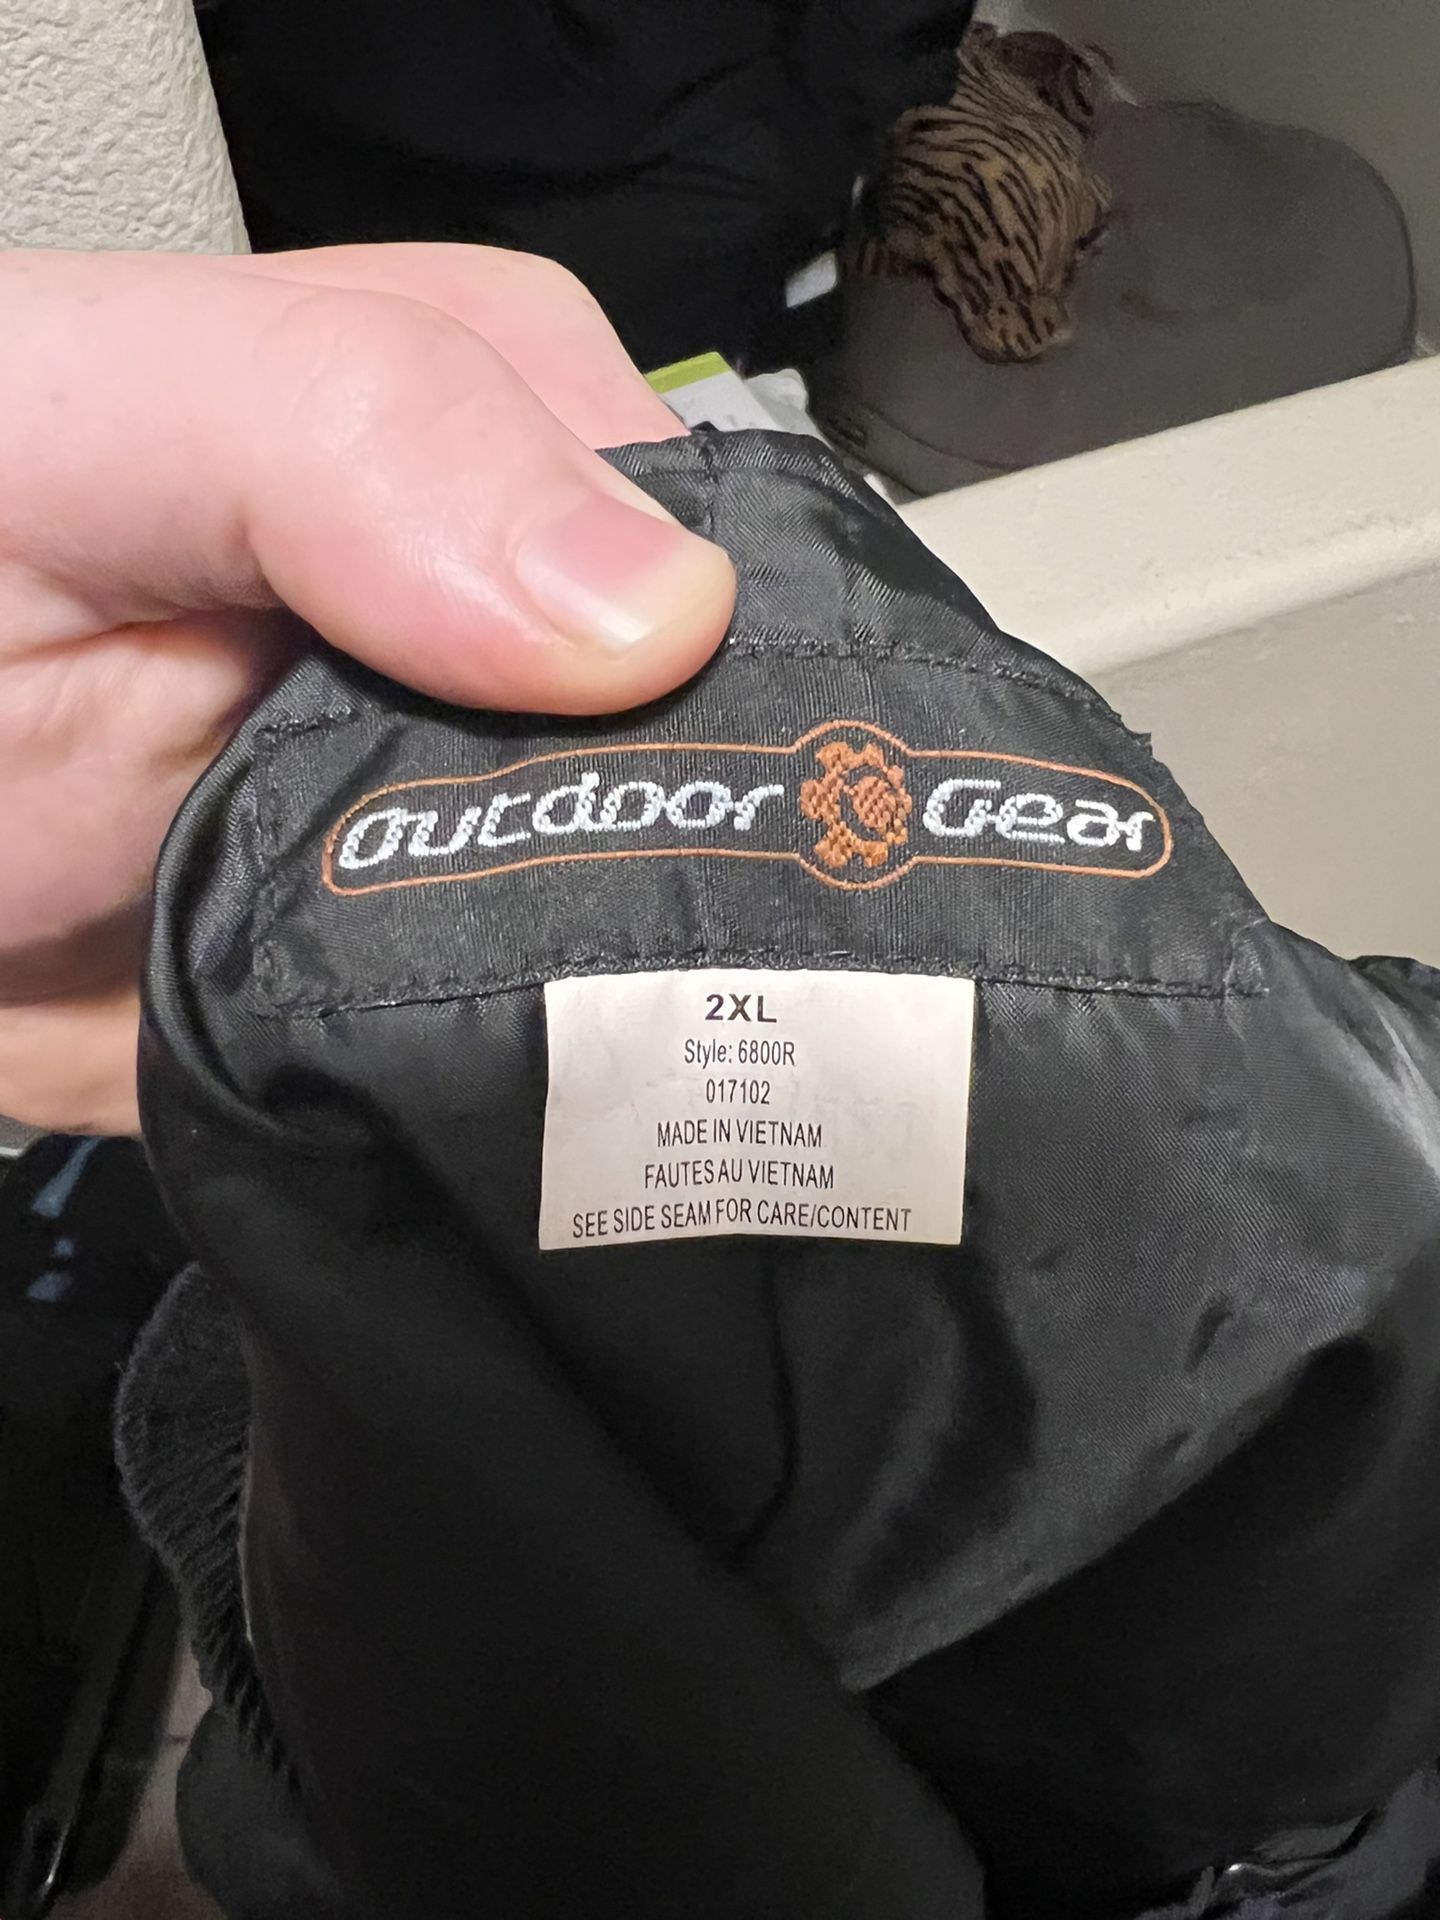 outdoor Gear
2XL
Style: 6800R
017102
MADE IN VIETNAM
FAUTES AU VIETNAM
SEE SIDE SEAM FOR CARE/CONTENT